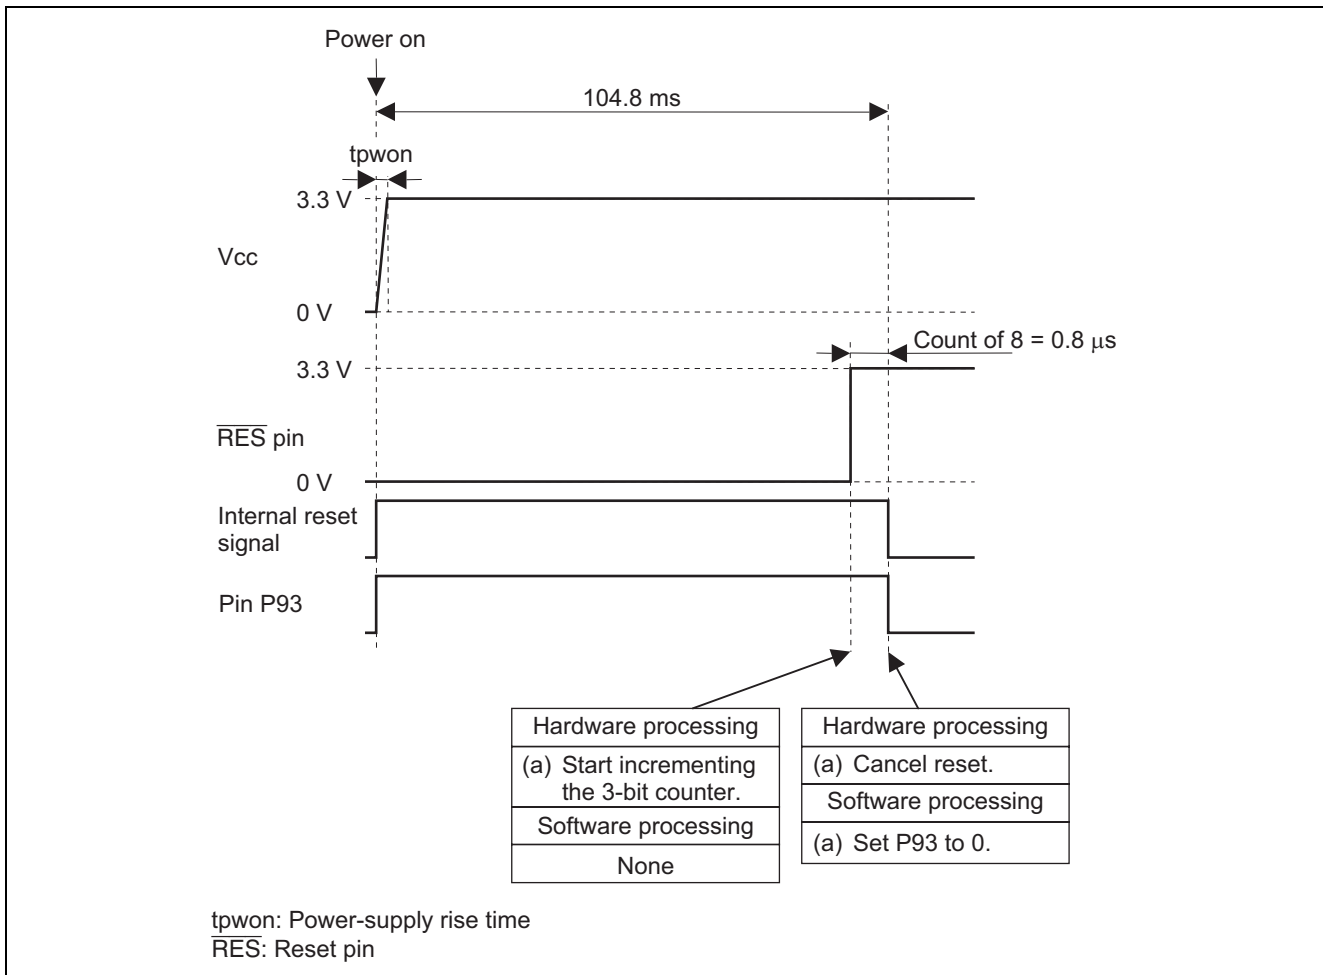 Power on
104.8 ms
tpwon
3.3 V
Vcc
0 V
Count of 8 = 0.8 μs
3.3 V
RES pin
0 V
Internal reset
signal
Pin P93
Hardware processing
(a) Start incrementing
the 3-bit counter.
Software processing
None
Hardware processing
(a) Cancel reset.
Software processing
(a) Set P93 to 0.
tpwon: Power-supply rise time
RES: Reset pin